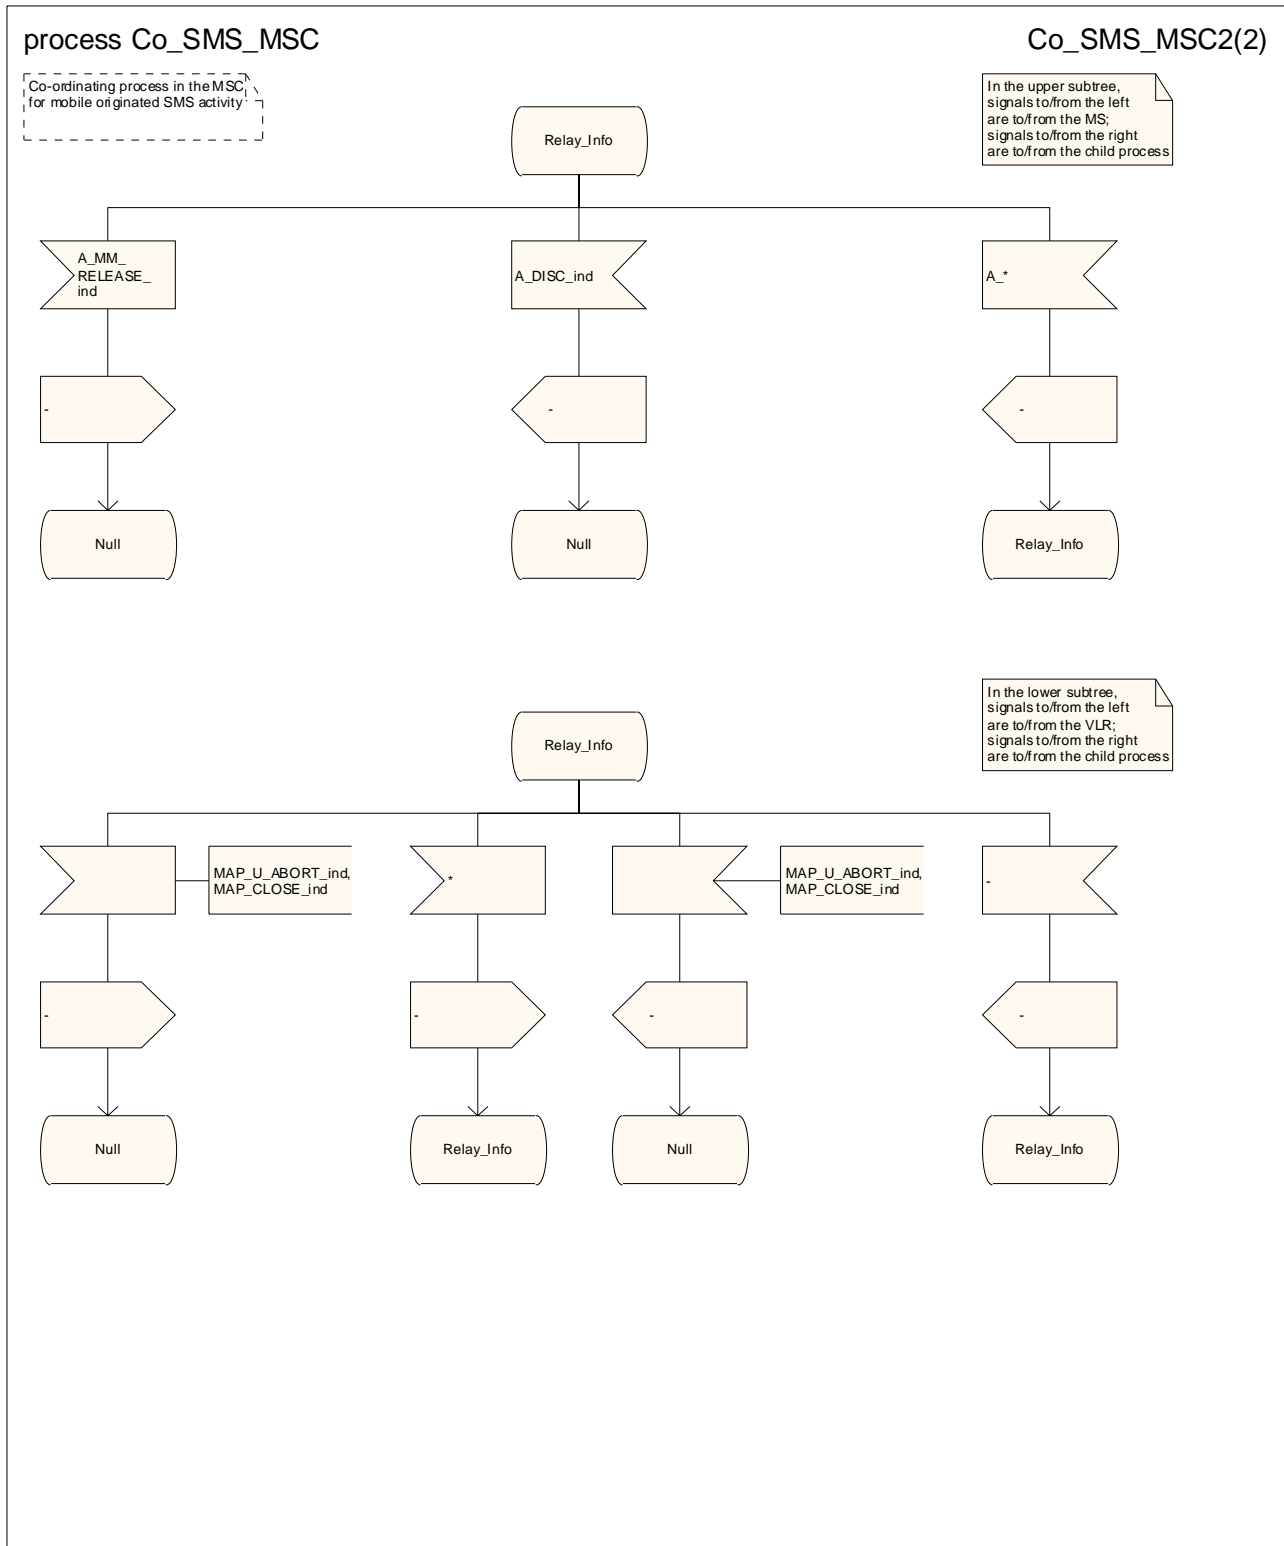 process Co_SMS_MSC
Co_SMS_MSC2(2)
Co-ordinating process in the MSC
for mobile originated SMS activity
In the upper subtree,
signals to/from the left
are to/from the MS;
signals to/from the right
are to/from the child process
Relay_Info
A_MM_
RELEASE_
ind
A_DISC_ind
A_*
-
-
-
Null
Null
Relay_Info
In the lower subtree,
signals to/from the left
are to/from the VLR;
signals to/from the right
are to/from the child process
Relay_Info
MAP_U_ABORT_ind,
MAP_CLOSE_ind
*
MAP_U_ABORT_ind,
MAP_CLOSE_ind
-
-
-
-
-
Null
Relay_Info
Null
Relay_Info